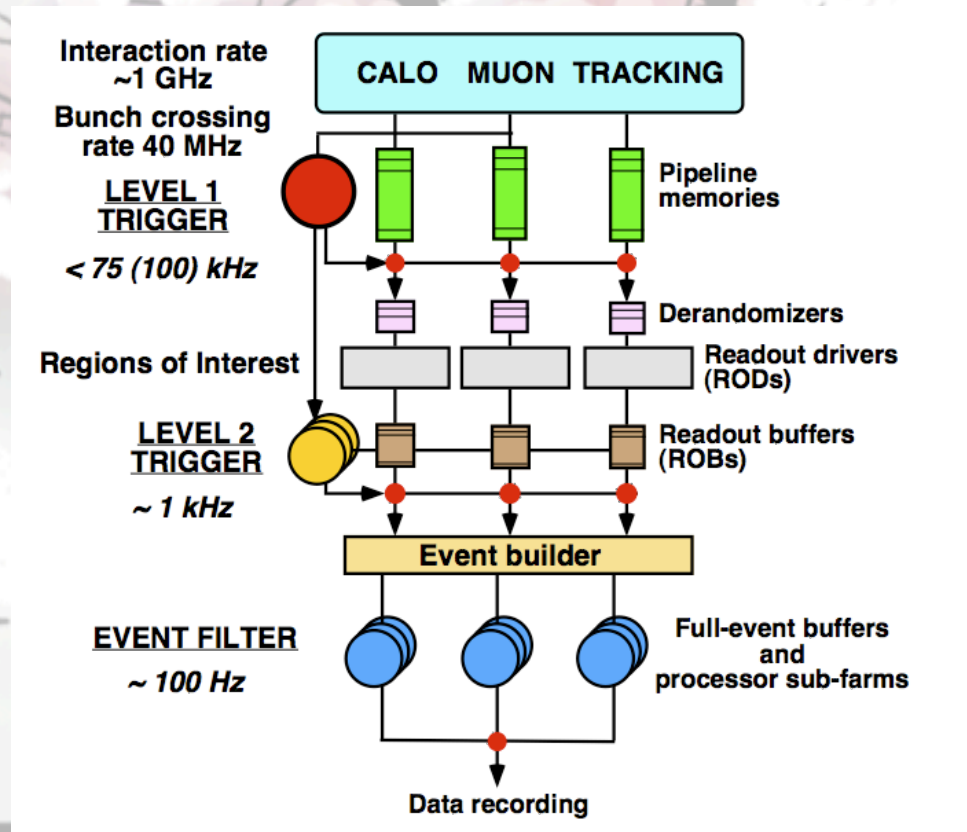 Interaction rate
~1 GHz
CALO MUON TRACKING
Bunch crossing
rate 40 MHz
LEVEL 1
TRIGGER
< 75 (100) kHz
Pipeline
memories
Derandomizers
Regions of Interest
Readout drivers
(RODs)
LEVEL 2
TRIGGER
~ 1 kHz
Readout buffers
(ROBs)
Event builder
EVENT FILTER
~ 100 Hz
Full-event buffers
and
processor sub-farms
Data recording